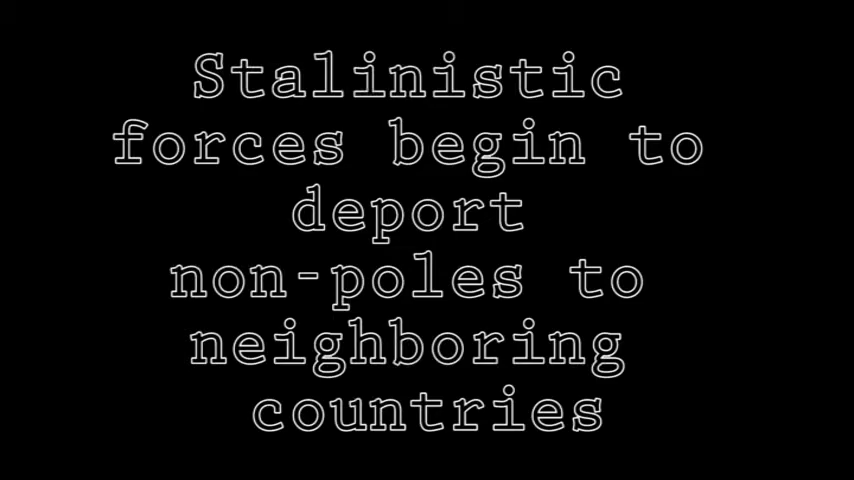 Stalinistic
forces begin to
deport
non-poles to
neighboring
countries